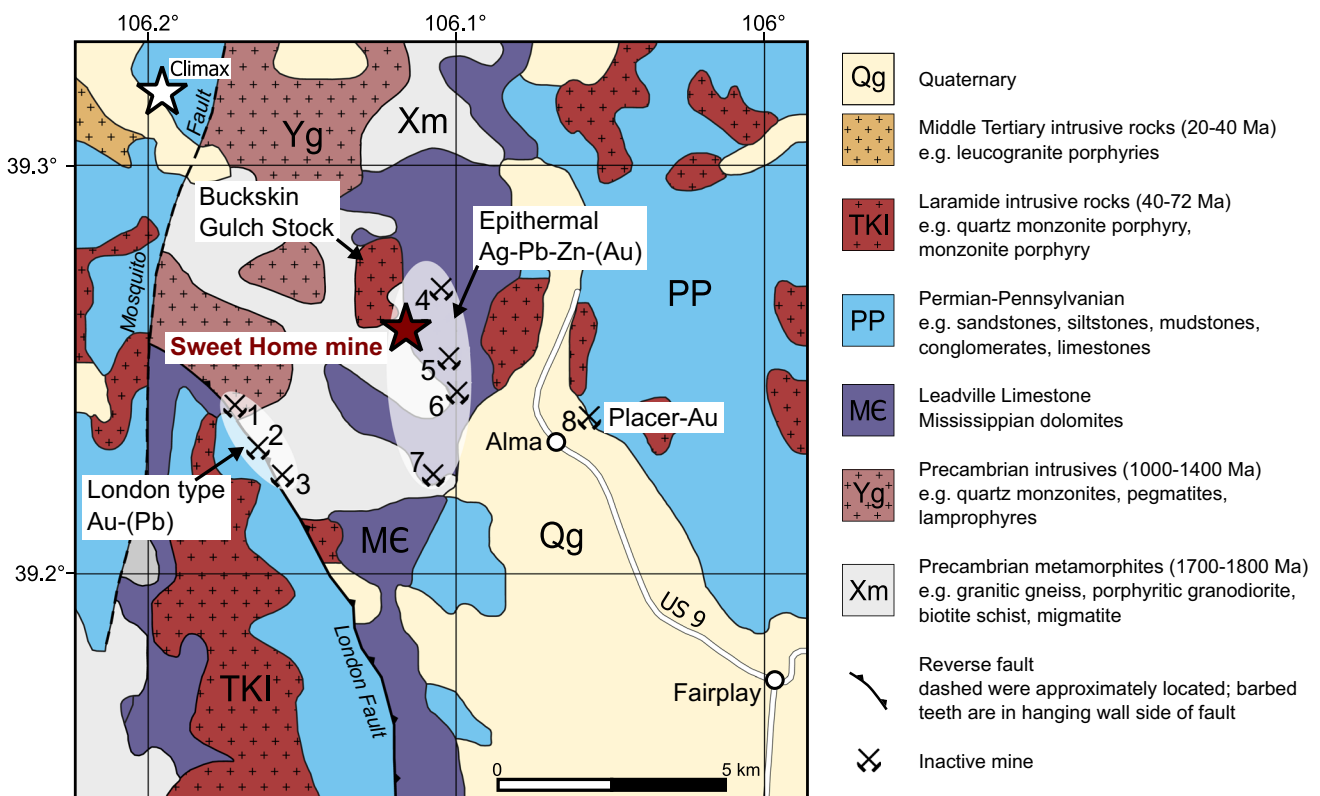 106.2°
106.1°
106°
39.3°
39.2°
Climax
Fault
Mosquito
Yg
Xm
Buckskin
Gulch Stock
Epithermal
Ag-Pb-Zn-(Au)
PP
4
Sweet Home mine
5
6
1
2
3
7
8
Placer-Au
Alma
London type
Au-(Pb)
MЄ
Qg
US 9
London Fault
TKI
Fairplay
0
5 km
Qg
Quaternary
Middle Tertiary intrusive rocks (20-40 Ma)
e.g. leucogranite porphyries
TKI
Laramide intrusive rocks (40-72 Ma)
e.g. quartz monzonite porphyry,
monzonite porphyry
PP
Permian-Pennsylvanian
e.g. sandstones, siltstones, mudstones,
conglomerates, limestones
MЄ
Leadville Limestone
Mississippian dolomites
Yg
Precambrian intrusives (1000-1400 Ma)
e.g. quartz monzonites, pegmatites,
lamprophyres
Xm
Precambrian metamorphites (1700-1800 Ma)
e.g. granitic gneiss, porphyritic granodiorite,
biotite schist, migmatite
Reverse fault
dashed were approximately located; barbed
teeth are in hanging wall side of fault
Inactive mine